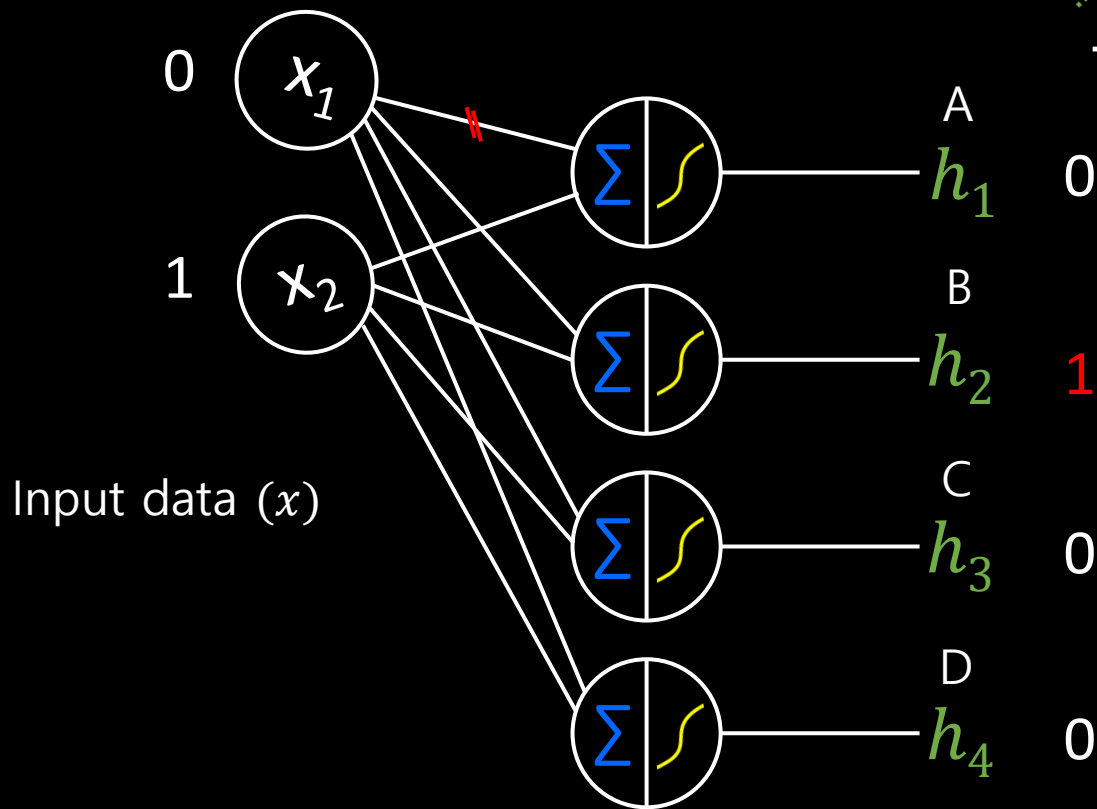 0
x₁
A
∑
h₁ 0
1
x₂
B
∑
h₂ 1
Input data (x)
C
∑
h₃ 0
D
∑
h₄ 0